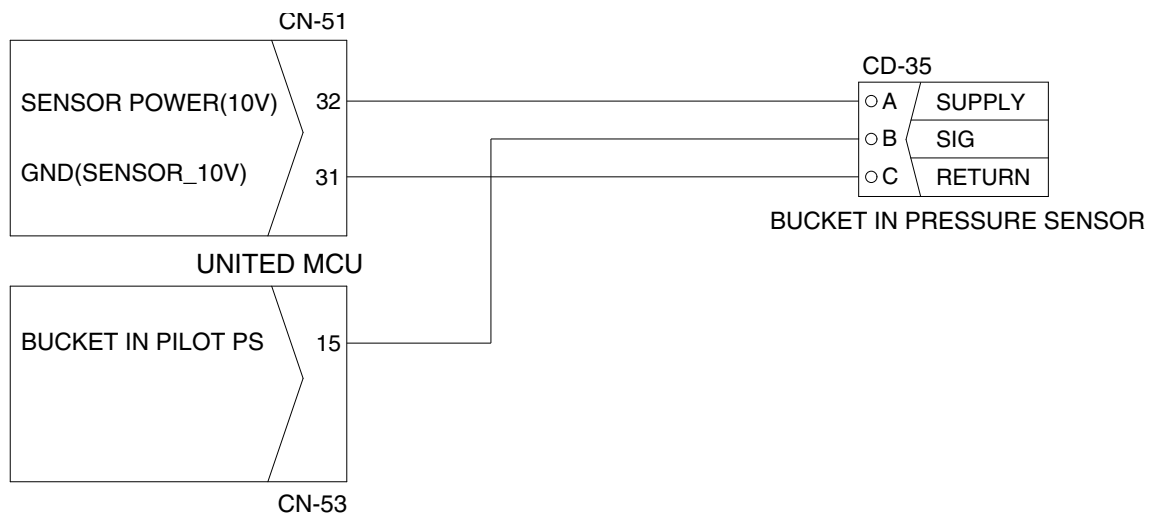 CN-51
SENSOR POWER(10V)
32
GND(SENSOR_10V)
31
CD-35
A SUPPLY
B SIG
C RETURN
BUCKET IN PRESSURE SENSOR
UNITED MCU
BUCKET IN PILOT PS
15
CN-53